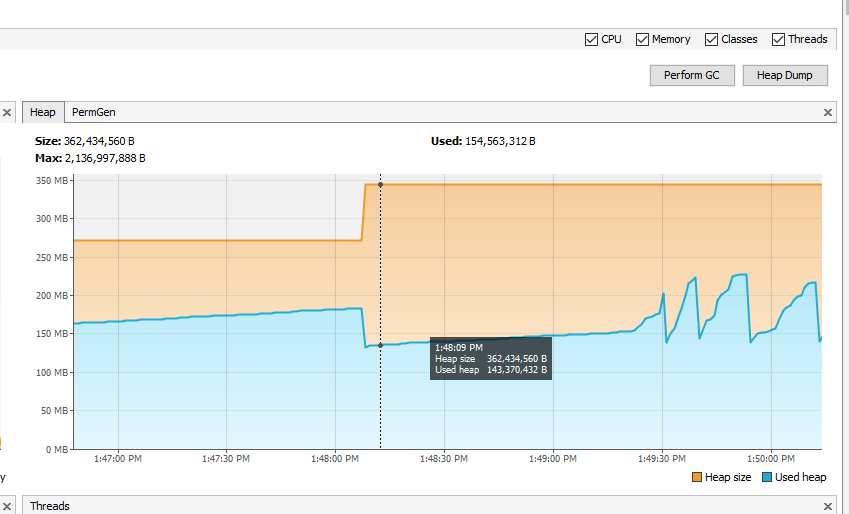 CPU Memory Classes Threads
Perform GC Heap Dump
Heap PermGen
Size: 362,434,560 B Used: 154,563,312 B
Max: 2,136,997,888 B
350 MB
300 MB
250 MB
200 MB
150 MB
100 MB
50 MB
0 MB
1:48:09 PM
Heap size 362,434,560 B
Used heap 143,370,432 B
1:47:00 PM 1:47:30 PM 1:48:00 PM 1:48:30 PM 1:49:00 PM 1:49:30 PM 1:50:00 PM
y Heap size Used heap
Threads